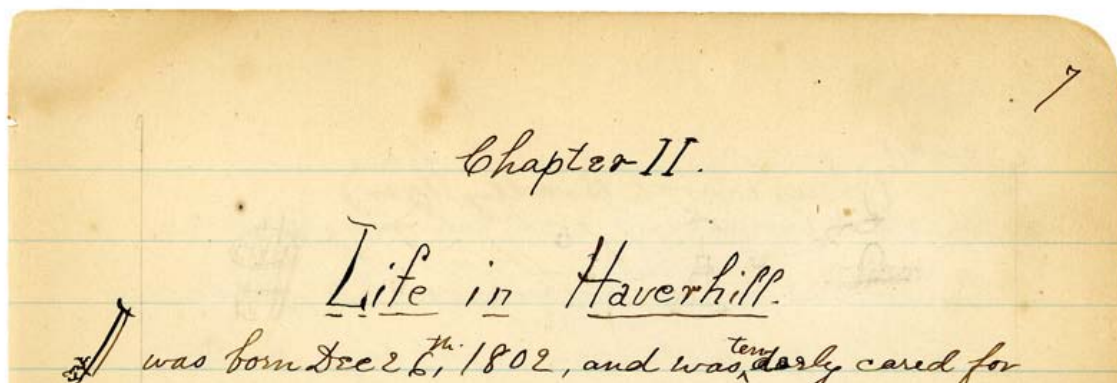 7
Chapter II.
Life in Haverhill.
I was born Dec 26th, 1802, and was tenderly cared for